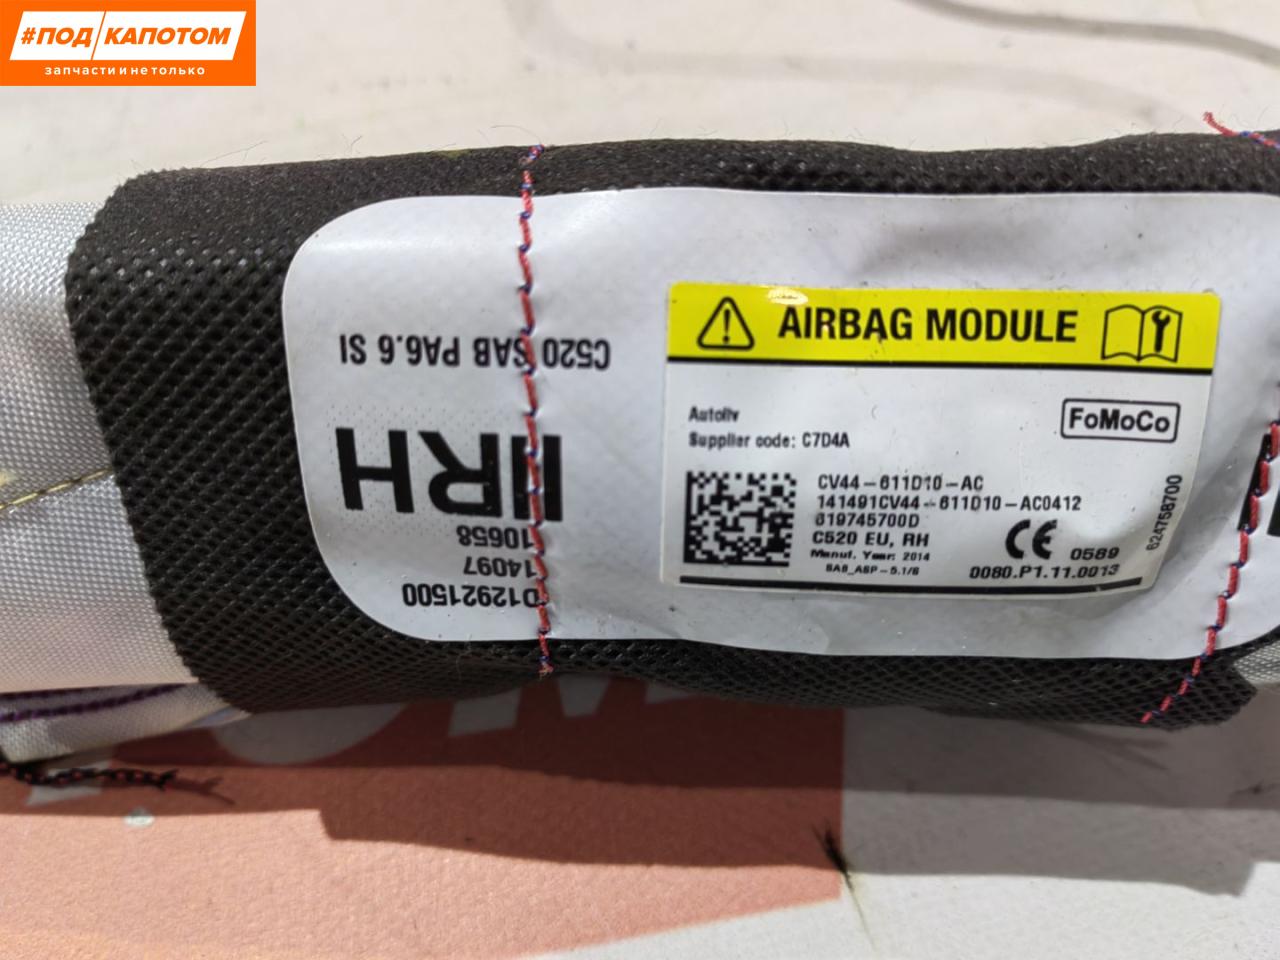 #ПОД/КАПОТОМ
запчасти и не только
AIRBAG MODULE
Autoliv
Supplier code: C7D4A
FoMoCo
CV44-611D10-AC
141491CV44-611D10-AC0412
619745700D
C520 EU, RH
Manuf. Year: 2014
SAB_ASP-5.1/6
CE 0589
0080.P1.11.0013
624758700
C520 SAB PA6.6 SI
RH
10658
14097
D12921500